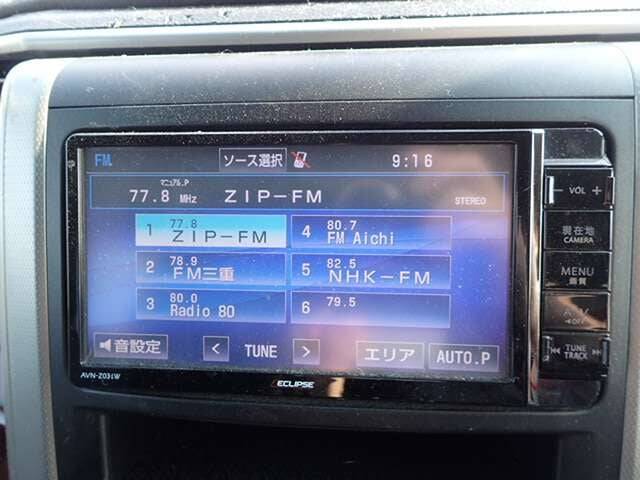 FM
ソース選択
9:16
マニュアル.P
77.8 MHz ZIP-FM
STEREO
1 77.8 ZIP-FM
4 80.7 FM Aichi
2 78.9 FM三重
5 82.5 NHK-FM
3 80.0 Radio 80
6 79.5
音設定
< TUNE >
エリア
AUTO.P
AVN-Z03iW
ECLIPSE
- VOL +
現在地
CAMERA
MENU
画質
TUNE
TRACK